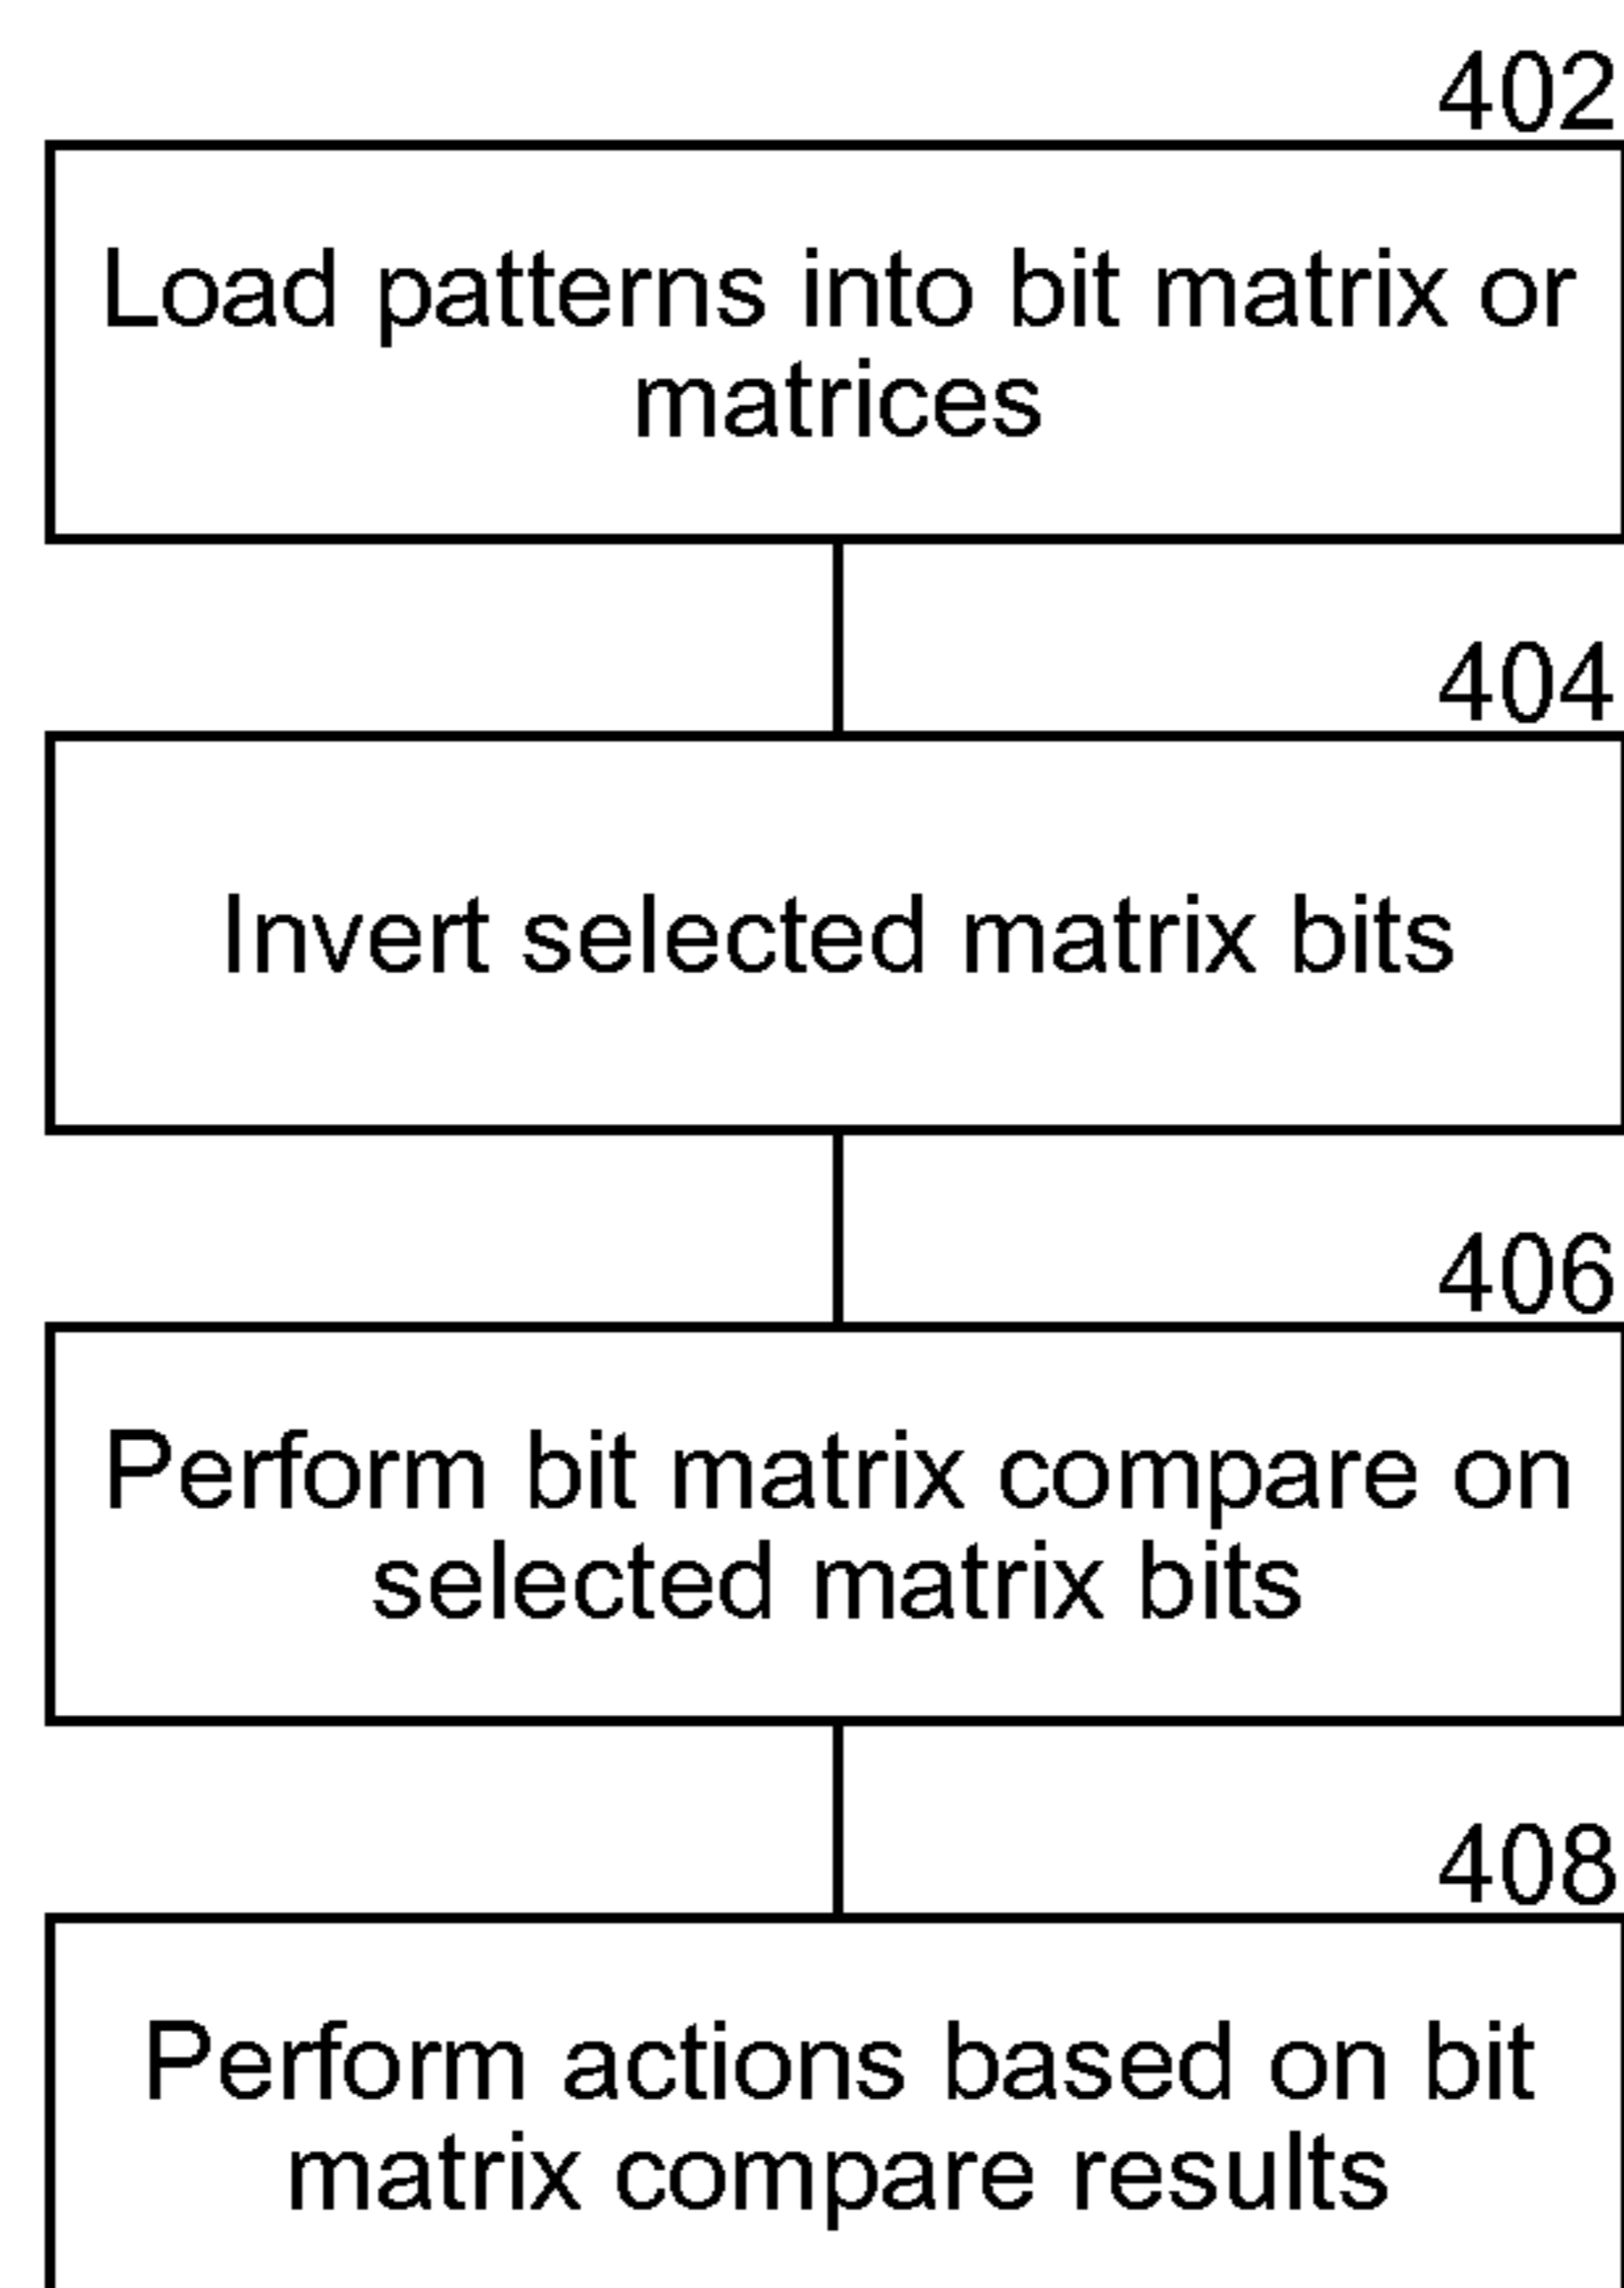 402
Load patterns into bit matrix or
matrices
404
Invert selected matrix bits
406
Perform bit matrix compare on
selected matrix bits
408
Perform actions based on bit
matrix compare results